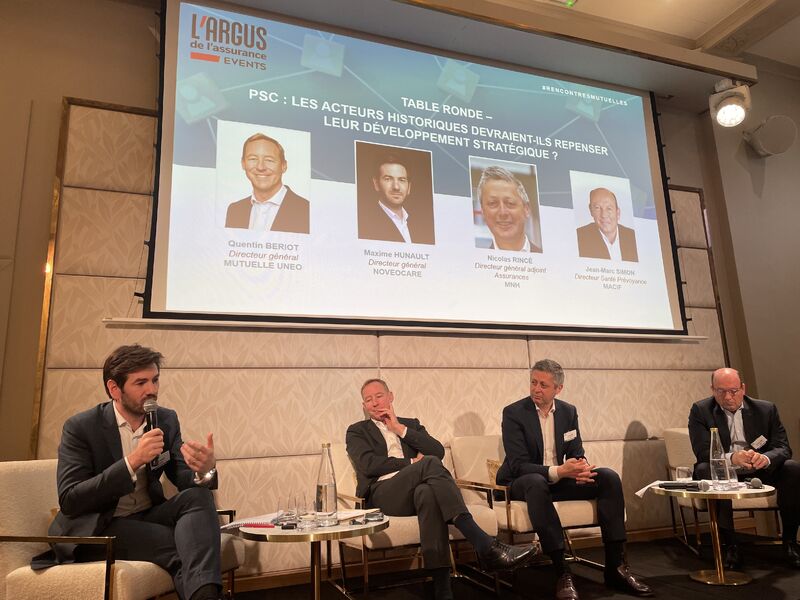 L'ARGUS
de l'assurance
EVENTS
#RENCONTRESMUTUELLES
TABLE RONDE –
PSC : LES ACTEURS HISTORIQUES DEVRAIENT-ILS REPENSER
LEUR DÉVELOPPEMENT STRATÉGIQUE ?
Quentin BERIOT
Directeur général
MUTUELLE UNEO
Maxime HUNAULT
Directeur général
NOVEOCARE
Nicolas RINCÉ
Directeur général adjoint
Assurances
MNH
Jean-Marc SIMON
Directeur Santé Prévoyance
MACIF